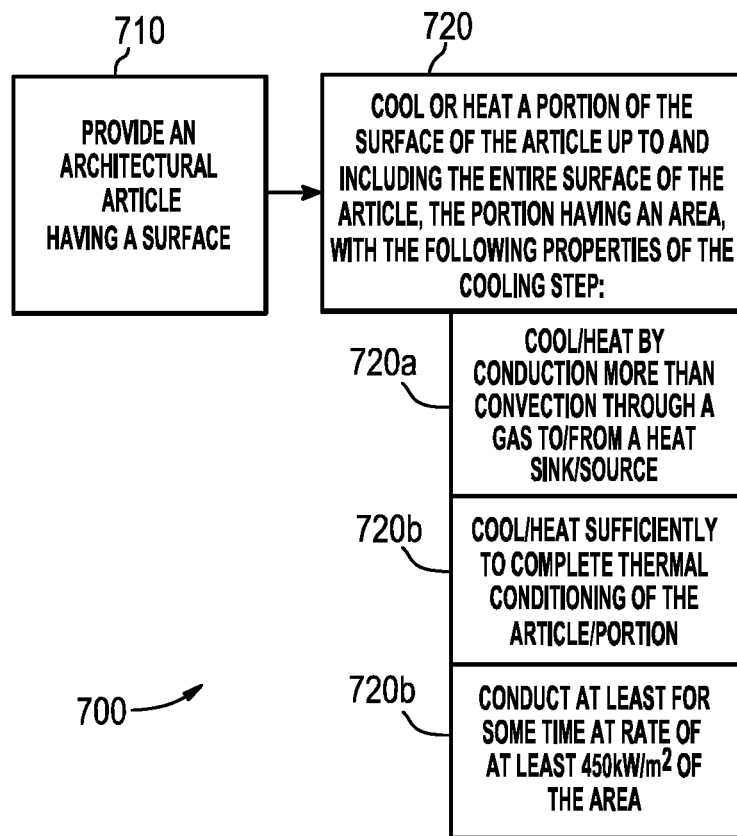 710
PROVIDE AN
ARCHITECTURAL
ARTICLE
HAVING A SURFACE
720
COOL OR HEAT A PORTION OF THE
SURFACE OF THE ARTICLE UP TO AND
INCLUDING THE ENTIRE SURFACE OF THE
ARTICLE, THE PORTION HAVING AN AREA,
WITH THE FOLLOWING PROPERTIES OF THE
COOLING STEP:
720a
COOL/HEAT BY
CONDUCTION MORE THAN
CONVECTION THROUGH A
GAS TO/FROM A HEAT
SINK/SOURCE
720b
COOL/HEAT SUFFICIENTLY
TO COMPLETE THERMAL
CONDITIONING OF THE
ARTICLE/PORTION
720b
CONDUCT AT LEAST FOR
SOME TIME AT RATE OF
AT LEAST 450kW/m² OF
THE AREA
700